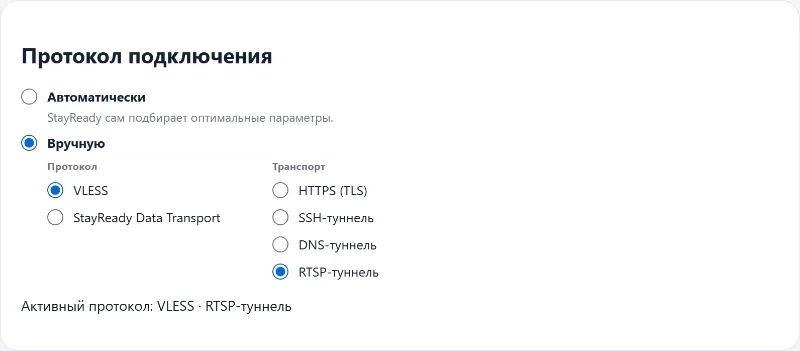 Протокол подключения
Автоматически
StayReady сам подбирает оптимальные параметры.
Вручную
Протокол
VLESS
StayReady Data Transport
Транспорт
HTTPS (TLS)
SSH-туннель
DNS-туннель
RTSP-туннель
Активный протокол: VLESS · RTSP-туннель